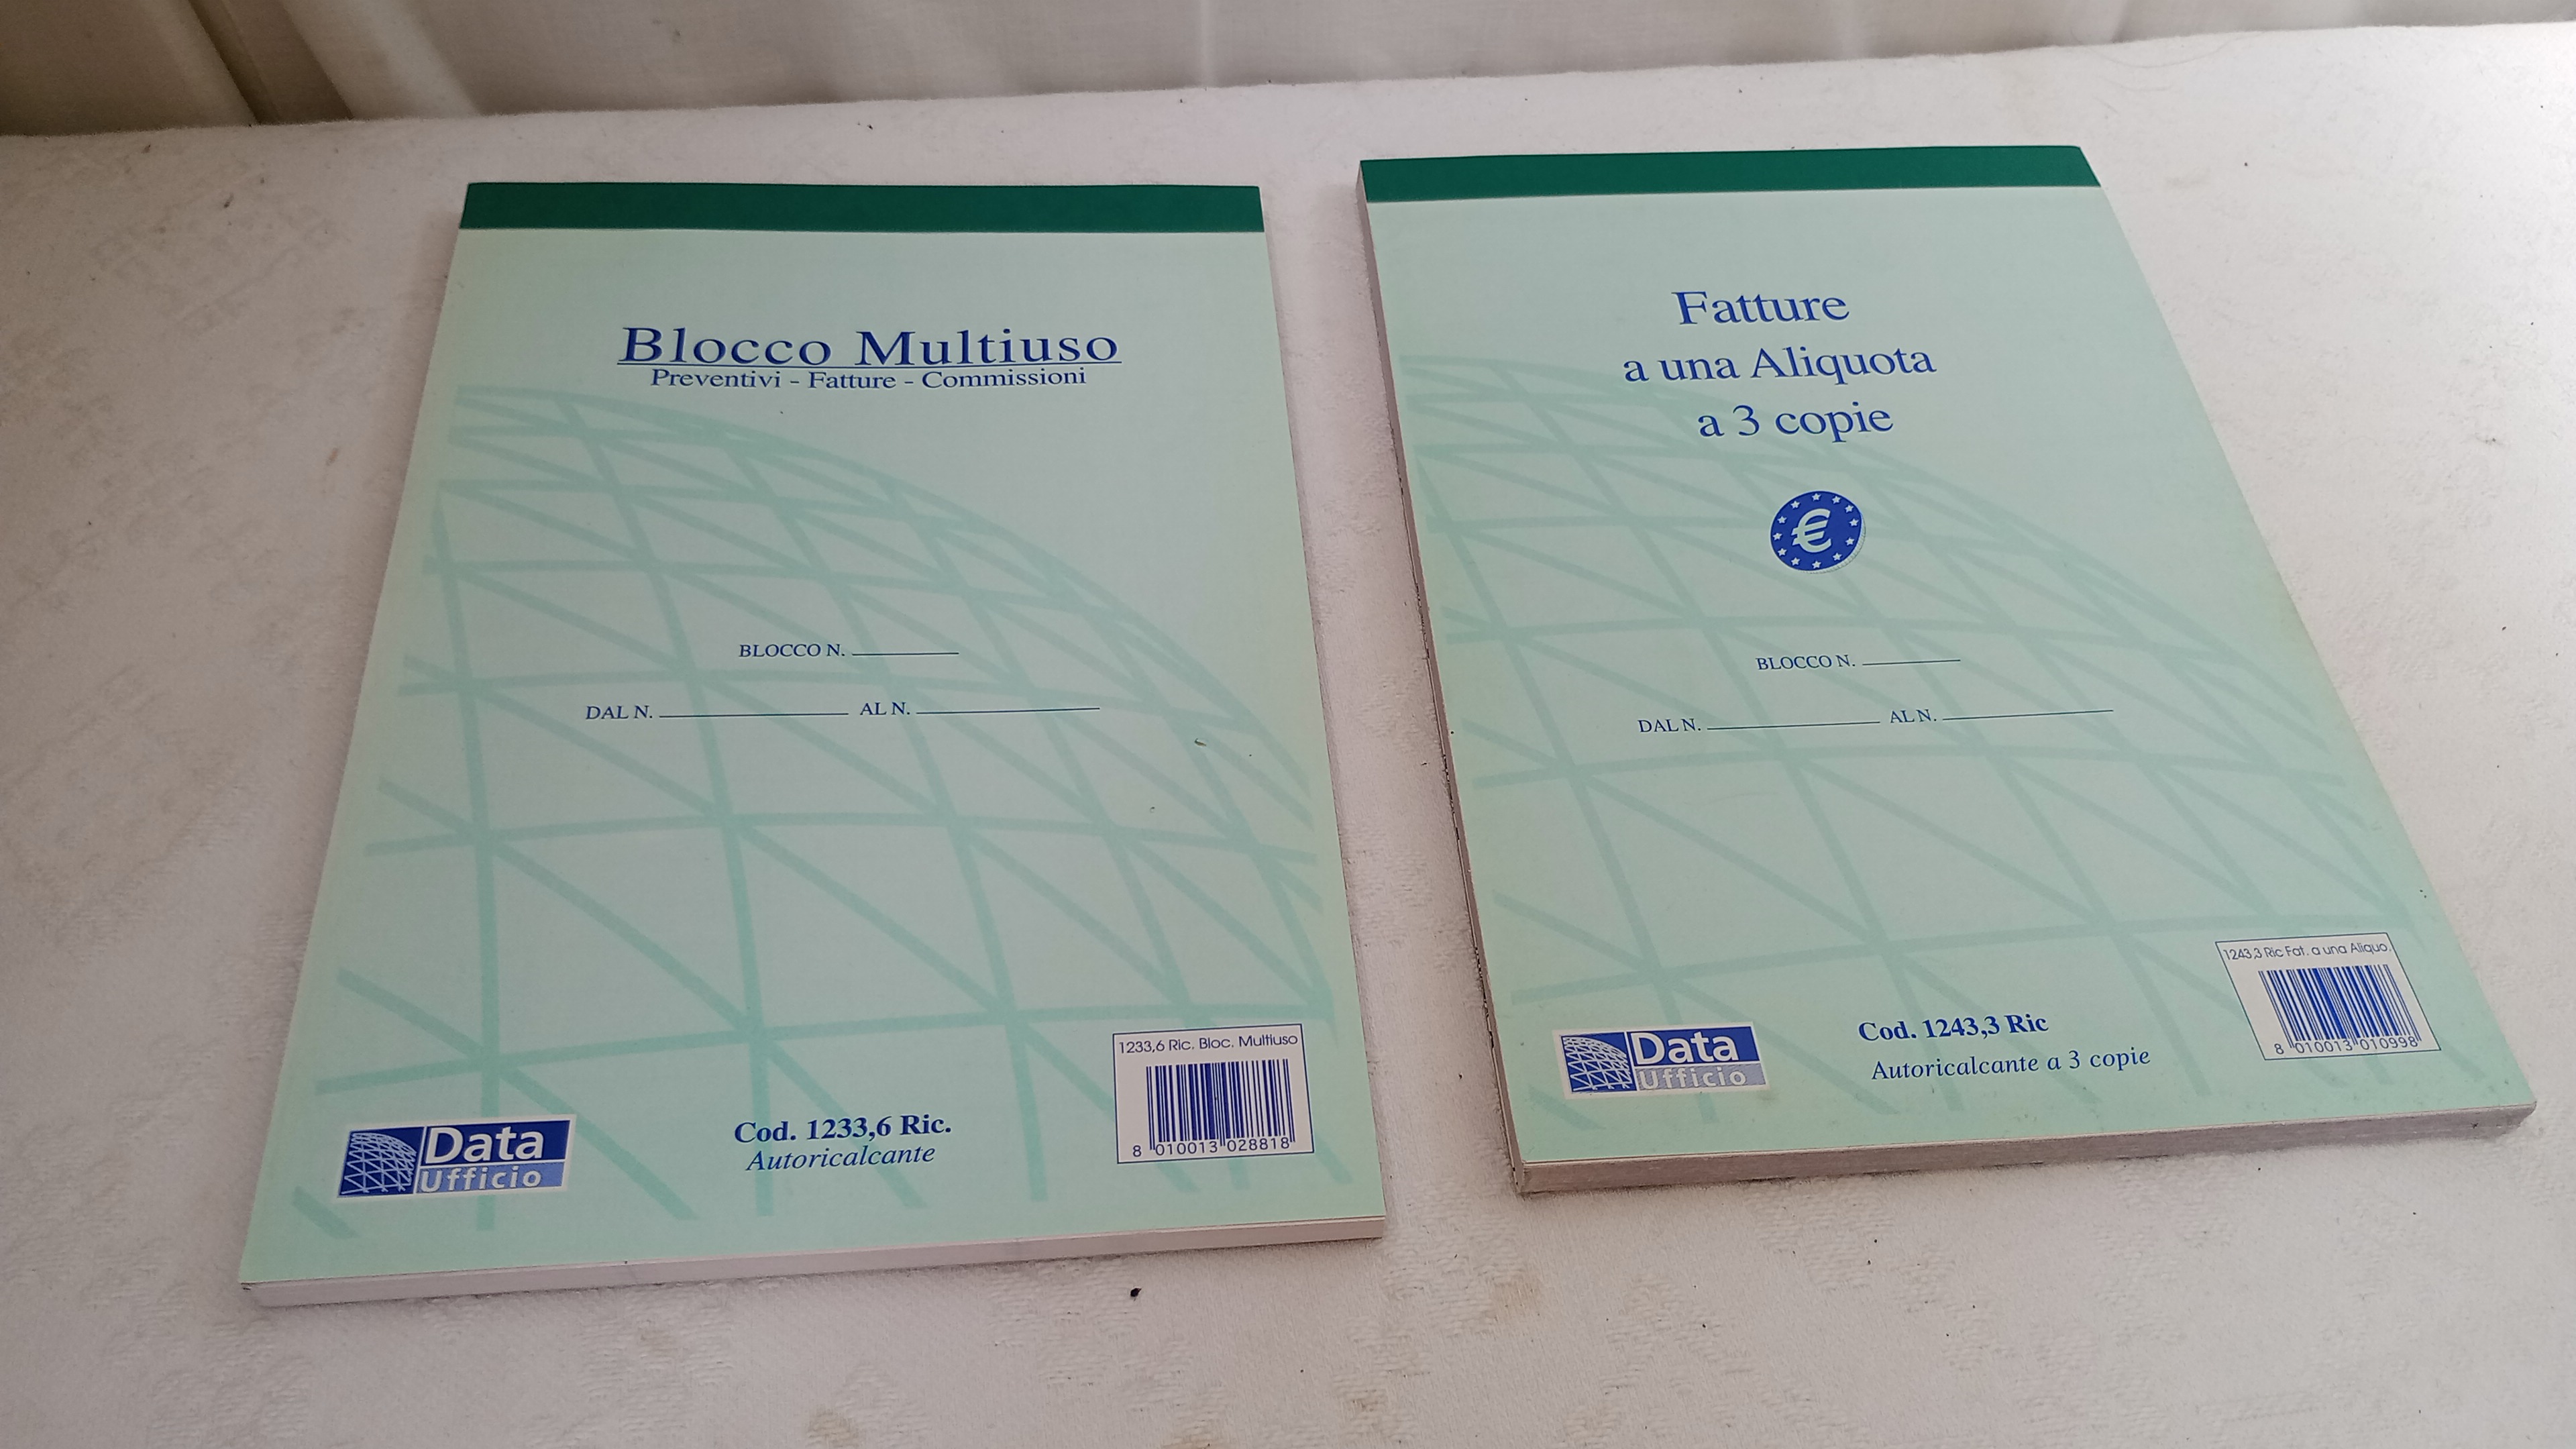 Blocco Multiuso
Preventivi - Fatture - Commissioni
BLOCCO N.
DAL N. AL N.
Data
Ufficio
Cod. 1233,6 Ric.
Autoricalcante
1233,6 Ric. Bloc. Multiuso
8 010013 028818
Fatture
a una Aliquota
a 3 copie
€
BLOCCO N.
DAL N. AL N.
Data
Ufficio
Cod. 1243,3 Ric
Autoricalcante a 3 copie
1243,3 Ric Fat. a una Aliquo.
8 010013 010998